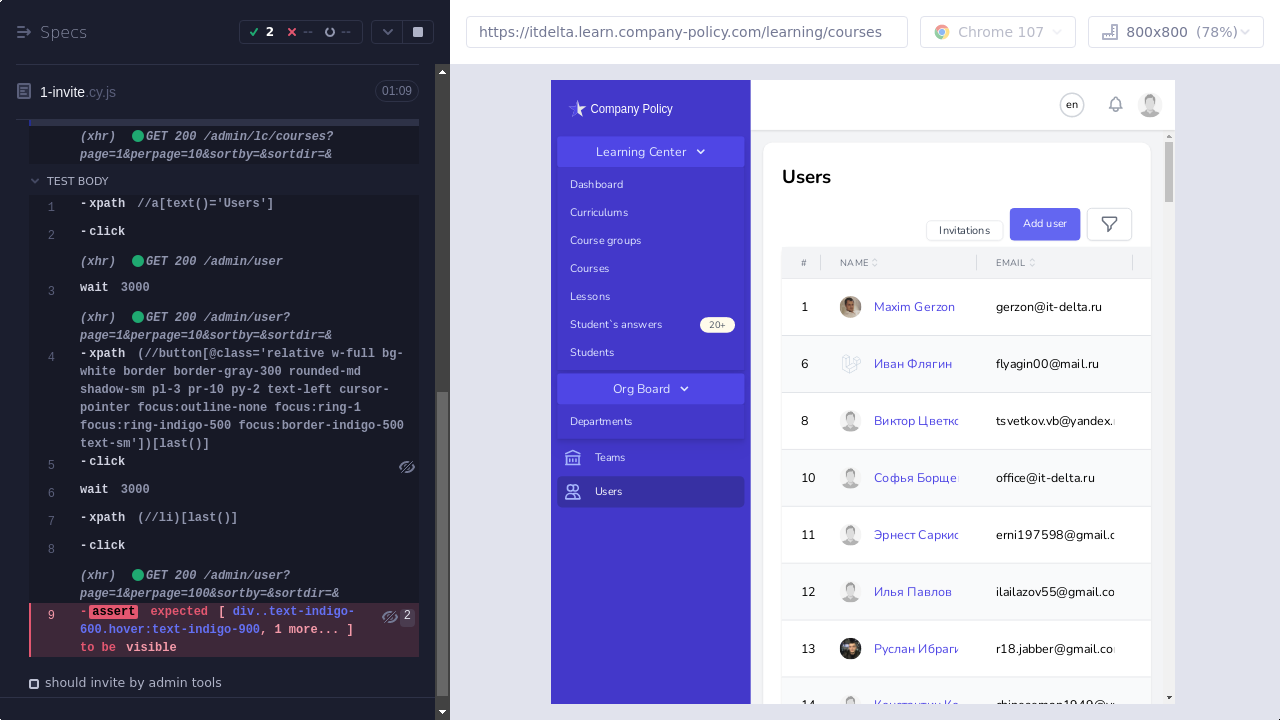 Specs
2 -- --
https://itdelta.learn.company-policy.com/learning/courses
Chrome 107
800x800 (78%)
1-invite.cy.js
01:09
(xhr) GET 200 /admin/lc/courses?
page=1&perpage=10&sortby=&sortdir=&
TEST BODY
1 -xpath //a[text()='Users']
2 -click
(xhr) GET 200 /admin/user
3 wait 3000
(xhr) GET 200 /admin/user?
page=1&perpage=10&sortby=&sortdir=&
4 -xpath (//button[@class='relative w-full bg-
white border border-gray-300 rounded-md
shadow-sm pl-3 pr-10 py-2 text-left cursor-
pointer focus:outline-none focus:ring-1
focus:ring-indigo-500 focus:border-indigo-500
text-sm'])[last()]
5 -click
6 wait 3000
7 -xpath (//li)[last()]
8 -click
(xhr) GET 200 /admin/user?
page=1&perpage=100&sortby=&sortdir=&
9 -assert expected [ div..text-indigo-
600.hover:text-indigo-900, 1 more... ]
to be visible
2
should invite by admin tools
Company Policy
Learning Center
Dashboard
Curriculums
Course groups
Courses
Lessons
Student`s answers 20+
Students
Org Board
Departments
Teams
Users
en
Users
Invitations
Add user
# NAME EMAIL
1 Maxim Gerzon gerzon@it-delta.ru
6 Иван Флягин flyagin00@mail.ru
8 Виктор Цветко tsvetkov.vb@yandex.
10 Софья Борще office@it-delta.ru
11 Эрнест Саркис erni197598@gmail.c
12 Илья Павлов ilailazov55@gmail.co
13 Руслан Ибраги r18.jabber@gmail.co
14